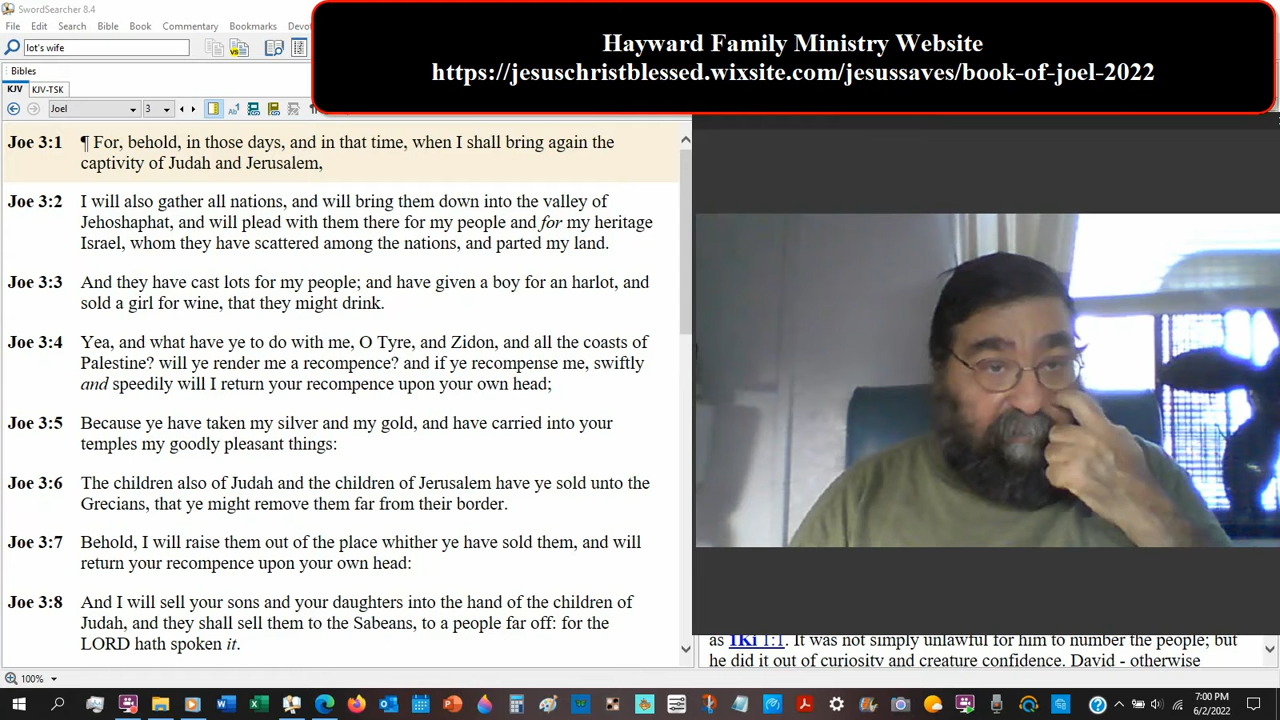 SwordSearcher 8.4
File Edit Search Bible Book Commentary Bookmarks Devot
lot's wife
Hayward Family Ministry Website
https://jesuschristblessed.wixsite.com/jesussaves/book-of-joel-2022
Bibles
KJV KJV-TSK
Joel 3
Joe 3:1 ¶ For, behold, in those days, and in that time, when I shall bring again the
captivity of Judah and Jerusalem,
Joe 3:2 I will also gather all nations, and will bring them down into the valley of
Jehoshaphat, and will plead with them there for my people and for my heritage
Israel, whom they have scattered among the nations, and parted my land.
Joe 3:3 And they have cast lots for my people; and have given a boy for an harlot, and
sold a girl for wine, that they might drink.
Joe 3:4 Yea, and what have ye to do with me, O Tyre, and Zidon, and all the coasts of
Palestine? will ye render me a recompence? and if ye recompense me, swiftly
and speedily will I return your recompence upon your own head;
Joe 3:5 Because ye have taken my silver and my gold, and have carried into your
temples my goodly pleasant things:
Joe 3:6 The children also of Judah and the children of Jerusalem have ye sold unto the
Grecians, that ye might remove them far from their border.
Joe 3:7 Behold, I will raise them out of the place whither ye have sold them, and will
return your recompence upon your own head:
Joe 3:8 And I will sell your sons and your daughters into the hand of the children of
Judah, and they shall sell them to the Sabeans, to a people far off: for the
LORD hath spoken it.
as 1Ki 1:1. It was not simply unlawful for him to number the people; but
he did it out of curiosity and creature confidence. David - otherwise
100%
7:00 PM
6/2/2022